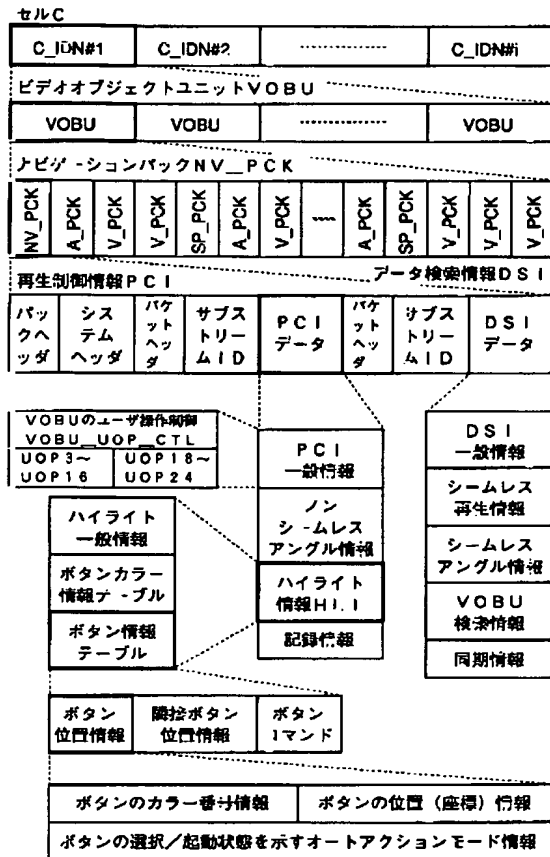 セルC
C_IDN#1 C_IDN#2 C_IDN#i
ビデオオブジェクトユニットVOBU
VOBU VOBU VOBU
ナビゲーションパックNV_PCK
NV_PCK A_PCK V_PCK V_PCK SP_PCK A_PCK V_PCK A_PCK SP_PCK V_PCK V_PCK V_PCK
再生制御情報PCI データ検索情報DSI
パックヘッダ システムヘッダ パケットヘッダ サブストリームID PCIデータ パケットヘッダ サブストリームID DSIデータ
VOBUのユーザ操作制御
VOBU_UOP_CTL
UOP3~ UOP18~
UOP16 UOP24
PCI
一般情報
ノン
シームレス
アングル情報
ハイライト
情報HLI
記録情報
DSI
一般情報
シームレス
再生情報
シームレス
アングル情報
VOBU
検索情報
同期情報
ハイライト
一般情報
ボタンカラー
情報テーブル
ボタン情報
テーブル
ボタン 隣接ボタン ボタン
位置情報 位置情報 コマンド
ボタンのカラー番号情報 ボタンの位置(座標)情報
ボタンの選択/起動状態を示すオートアクションモード情報